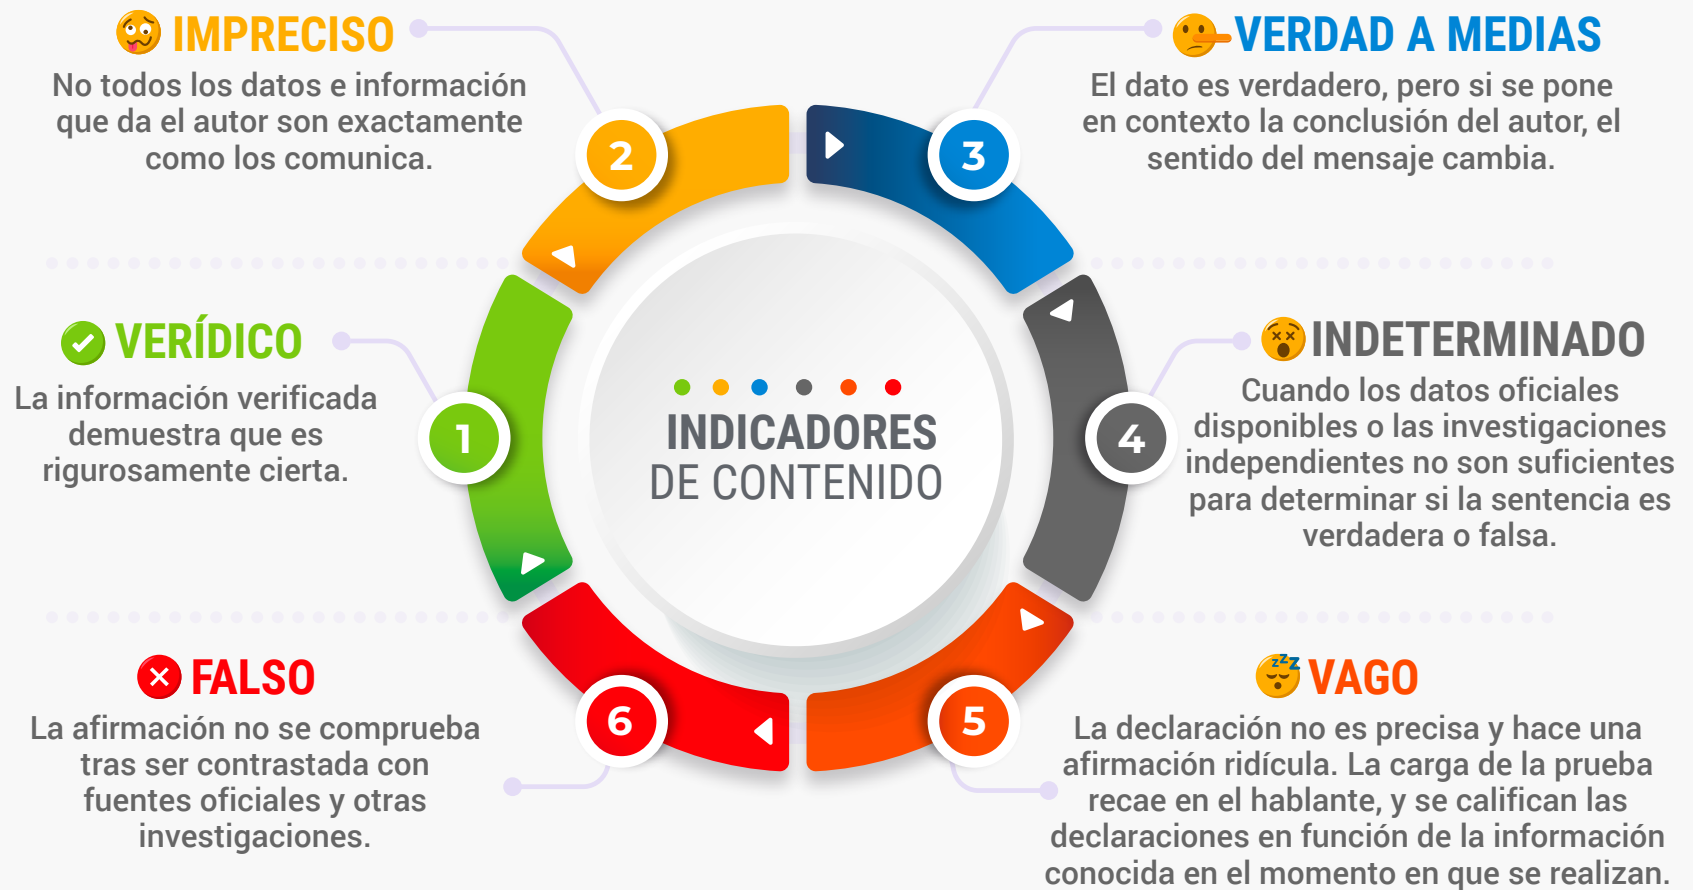 IMPRECISO
No todos los datos e información
que da el autor son exactamente
como los comunica.
2
VERDAD A MEDIAS
El dato es verdadero, pero si se pone
en contexto la conclusión del autor, el
sentido del mensaje cambia.
3
VERÍDICO
La información verificada
demuestra que es
rigurosamente cierta.
1
INDICADORES
DE CONTENIDO
INDETERMINADO
Cuando los datos oficiales
disponibles o las investigaciones
independientes no son suficientes
para determinar si la sentencia es
verdadera o falsa.
4
FALSO
La afirmación no se comprueba
tras ser contrastada con
fuentes oficiales y otras
investigaciones.
6
zzz VAGO
La declaración no es precisa y hace una
afirmación ridícula. La carga de la prueba
recae en el hablante, y se califican las
declaraciones en función de la información
conocida en el momento en que se realizan.
5